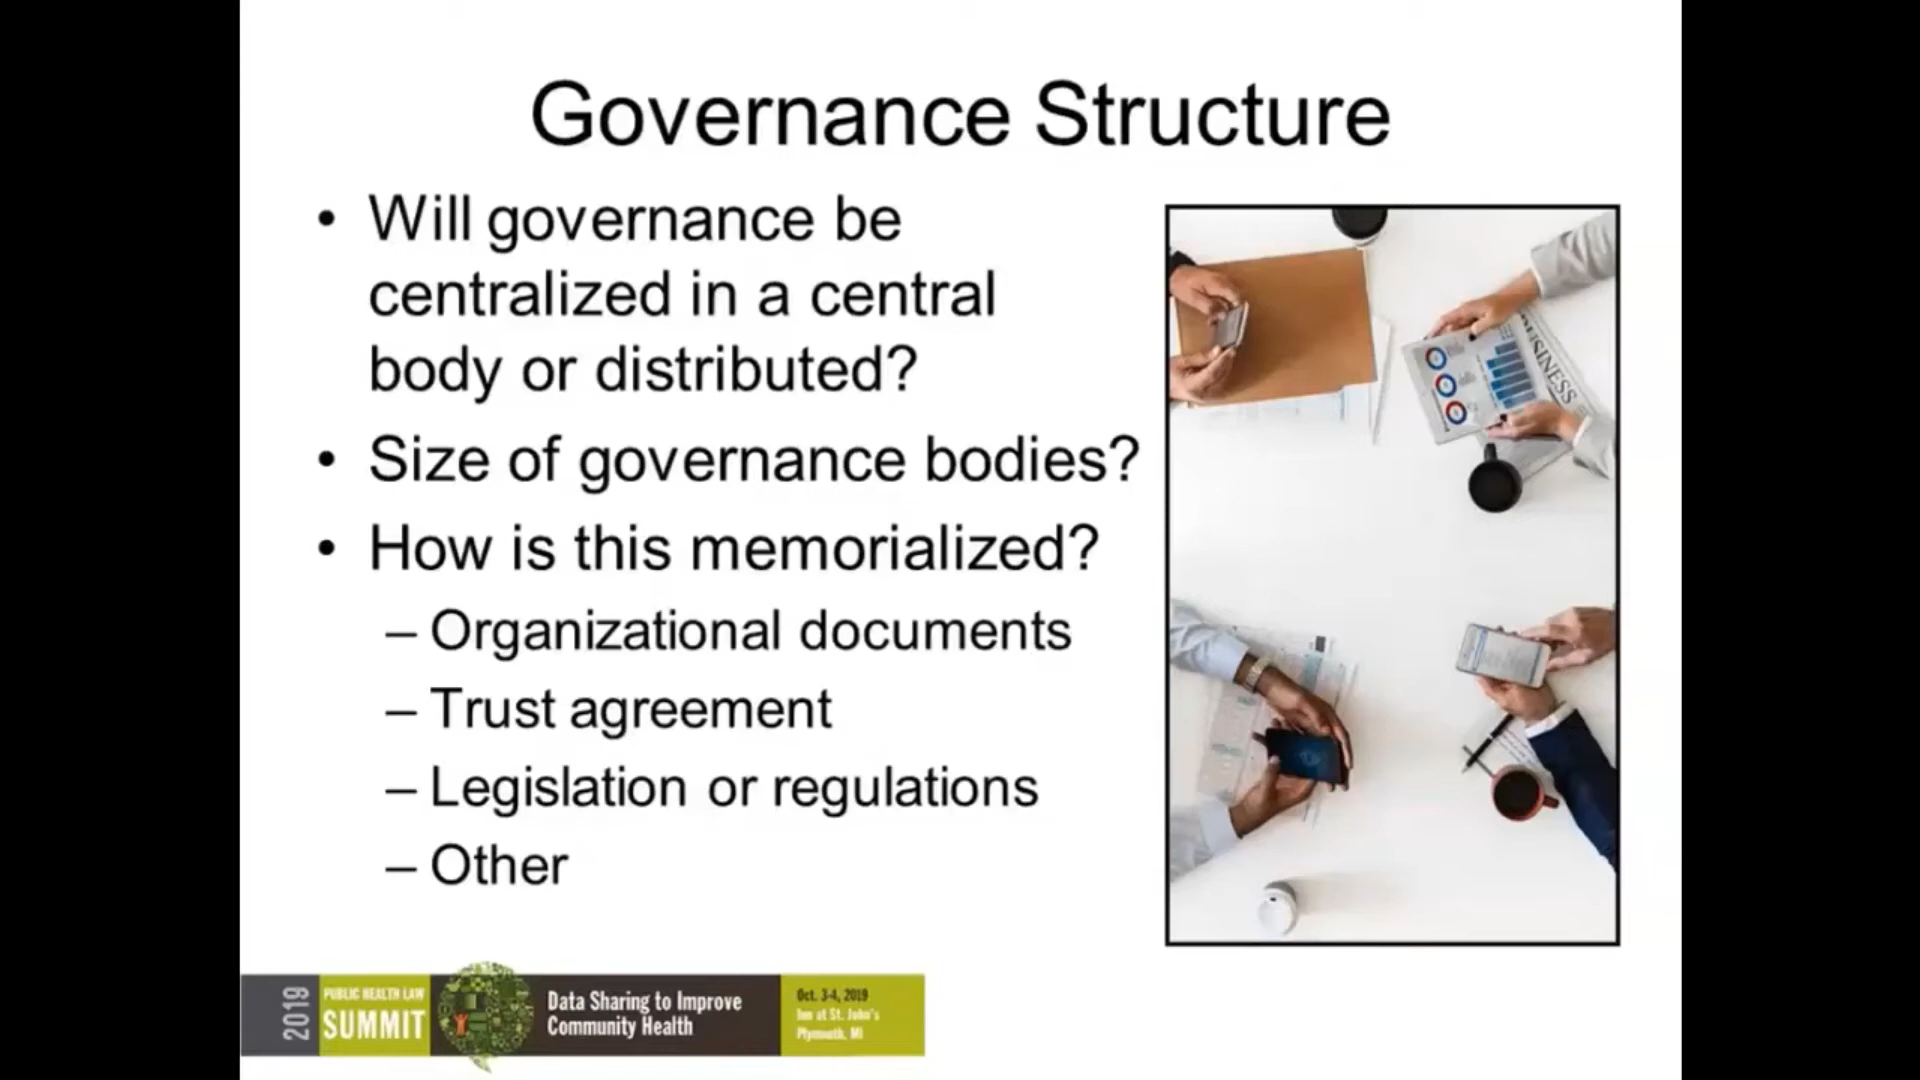 Governance Structure
• Will governance be
centralized in a central
body or distributed?
• Size of governance bodies?
• How is this memorialized?
– Organizational documents
– Trust agreement
– Legislation or regulations
– Other
BUSINESS
2019
PUBLIC HEALTH LAW
SUMMIT
Data Sharing to Improve
Community Health
Oct. 3-4, 2019
Inn at St. John's
Plymouth, MI